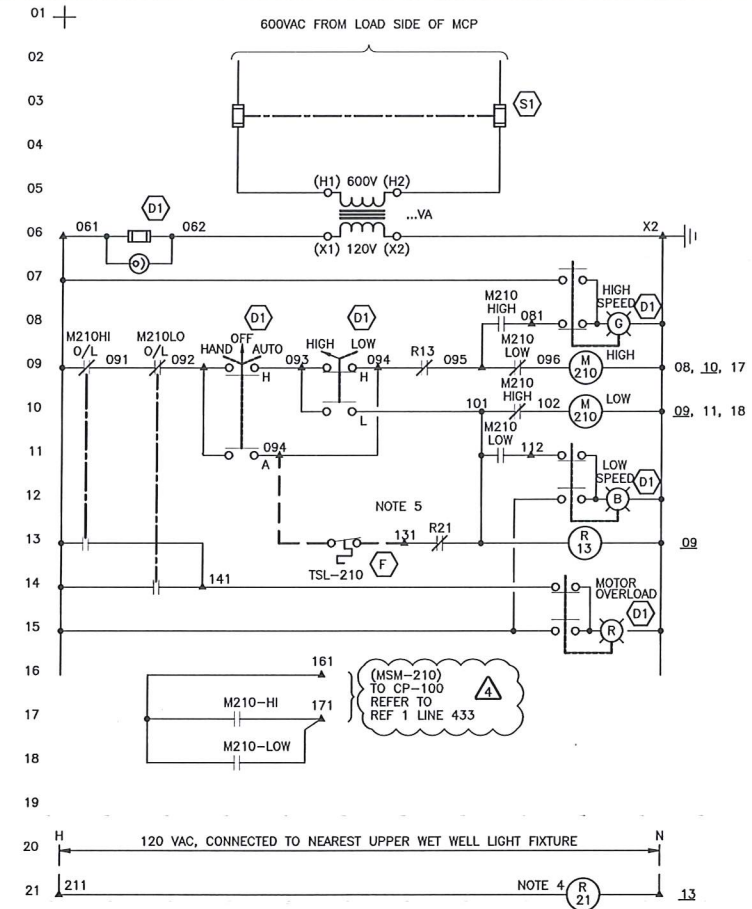 01
600VAC FROM LOAD SIDE OF MCP
02
03
S1
04
05
(H1) 600V (H2)
...VA
D1
06
061
062
(X1) 120V (X2)
X2
07
HIGH
SPEED
D1
G
08
M210
HIGH
081
D1
D1
M210HI
O/L
M210LO
O/L
OFF
HAND
AUTO
HIGH
LOW
09
091
092
H
093
094
H
R13
095
M210
LOW
096
M
210
HIGH
08, 10, 17
10
L
101
M210
HIGH
102
M
210
LOW
09, 11, 18
11
094
A
M210
LOW
112
LOW
SPEED
D1
B
12
NOTE 5
13
131
R21
R
13
09
TSL-210
F
14
141
MOTOR
OVERLOAD
D1
15
R
16
161
(MSM-210)
TO CP-100
REFER TO
REF 1 LINE 433
4
17
M210-HI
171
18
M210-LOW
19
H
N
20
120 VAC, CONNECTED TO NEAREST UPPER WET WELL LIGHT FIXTURE
21
211
NOTE 4
R
21
13